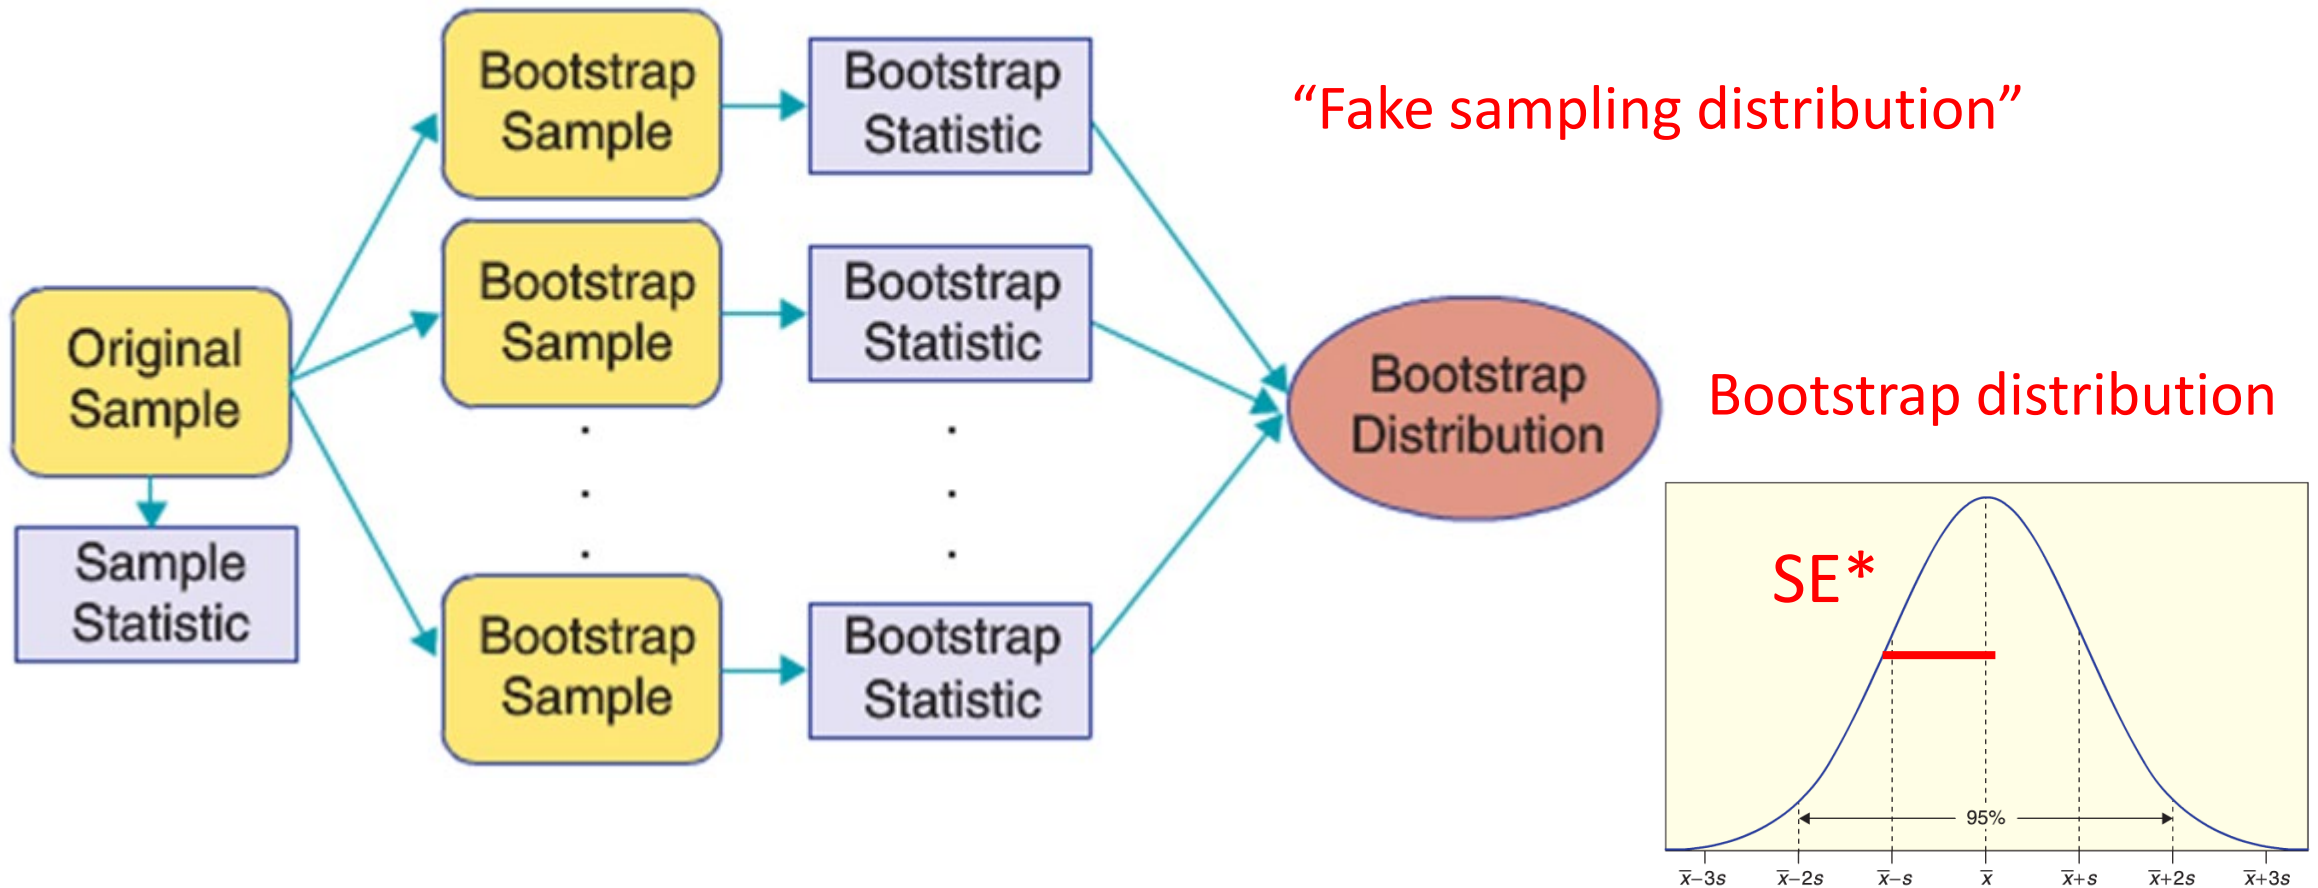 Bootstrap
Sample
Bootstrap
Statistic
“Fake sampling distribution”
Bootstrap
Sample
Bootstrap
Statistic
Original
Sample
Bootstrap
Distribution
Bootstrap distribution
Sample
Statistic
Bootstrap
Sample
Bootstrap
Statistic
SE*
95%
x̅–3s x̅–2s x̅–s x̅ x̅+s x̅+2s x̅+3s